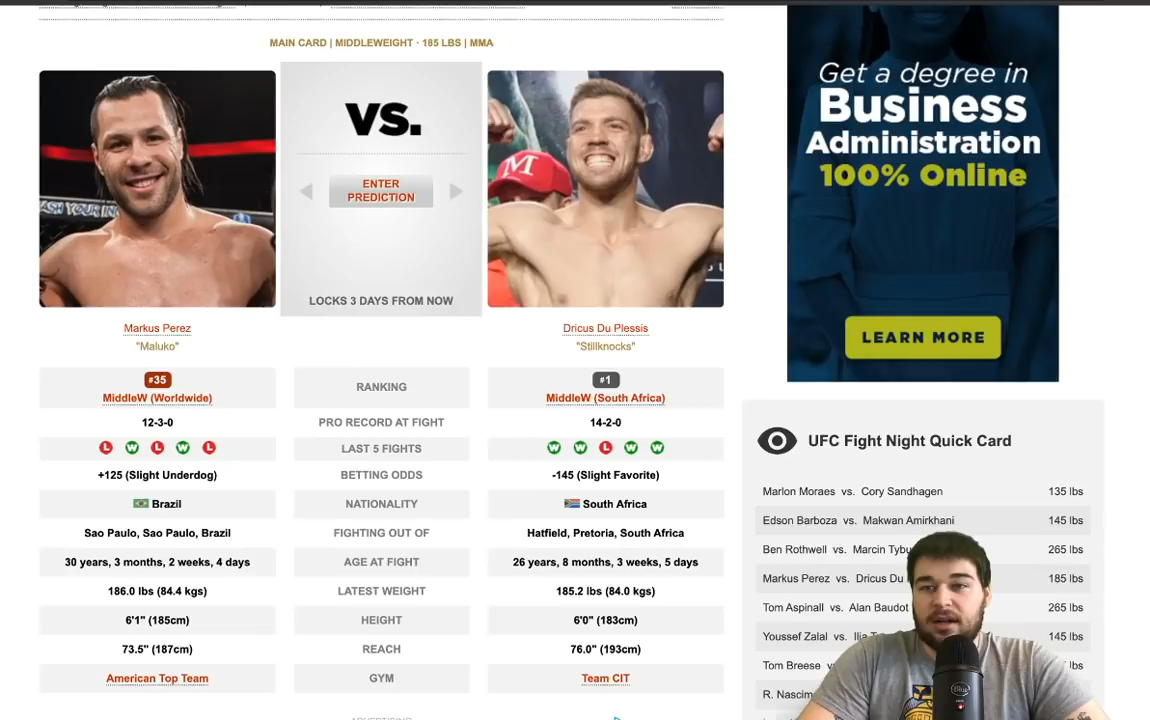 MAIN CARD | MIDDLEWEIGHT · 185 LBS | MMA
VS.
ENTER
PREDICTION
LOCKS 3 DAYS FROM NOW
M
Markus Perez
"Maluko"
Dricus Du Plessis
"Stillknocks"
#35
MiddleW (Worldwide)
RANKING
#1
MiddleW (South Africa)
12-3-0
PRO RECORD AT FIGHT
14-2-0
L W L W L
LAST 5 FIGHTS
W W L W W
+125 (Slight Underdog)
BETTING ODDS
-145 (Slight Favorite)
Brazil
NATIONALITY
South Africa
Sao Paulo, Sao Paulo, Brazil
FIGHTING OUT OF
Hatfield, Pretoria, South Africa
30 years, 3 months, 2 weeks, 4 days
AGE AT FIGHT
26 years, 8 months, 3 weeks, 5 days
186.0 lbs (84.4 kgs)
LATEST WEIGHT
185.2 lbs (84.0 kgs)
6'1" (185cm)
HEIGHT
6'0" (183cm)
73.5" (187cm)
REACH
76.0" (193cm)
American Top Team
GYM
Team CIT
ADVERTISING
Get a degree in
Business
Administration
100% Online
LEARN MORE
UFC Fight Night Quick Card
Marlon Moraes vs. Cory Sandhagen 135 lbs
Edson Barboza vs. Makwan Amirkhani 145 lbs
Ben Rothwell vs. Marcin Tybu 265 lbs
Markus Perez vs. Dricus Du 185 lbs
Tom Aspinall vs. Alan Baudot 265 lbs
Youssef Zalal vs. Ilia 145 lbs
Tom Breese lbs
R. Nascim
Blue